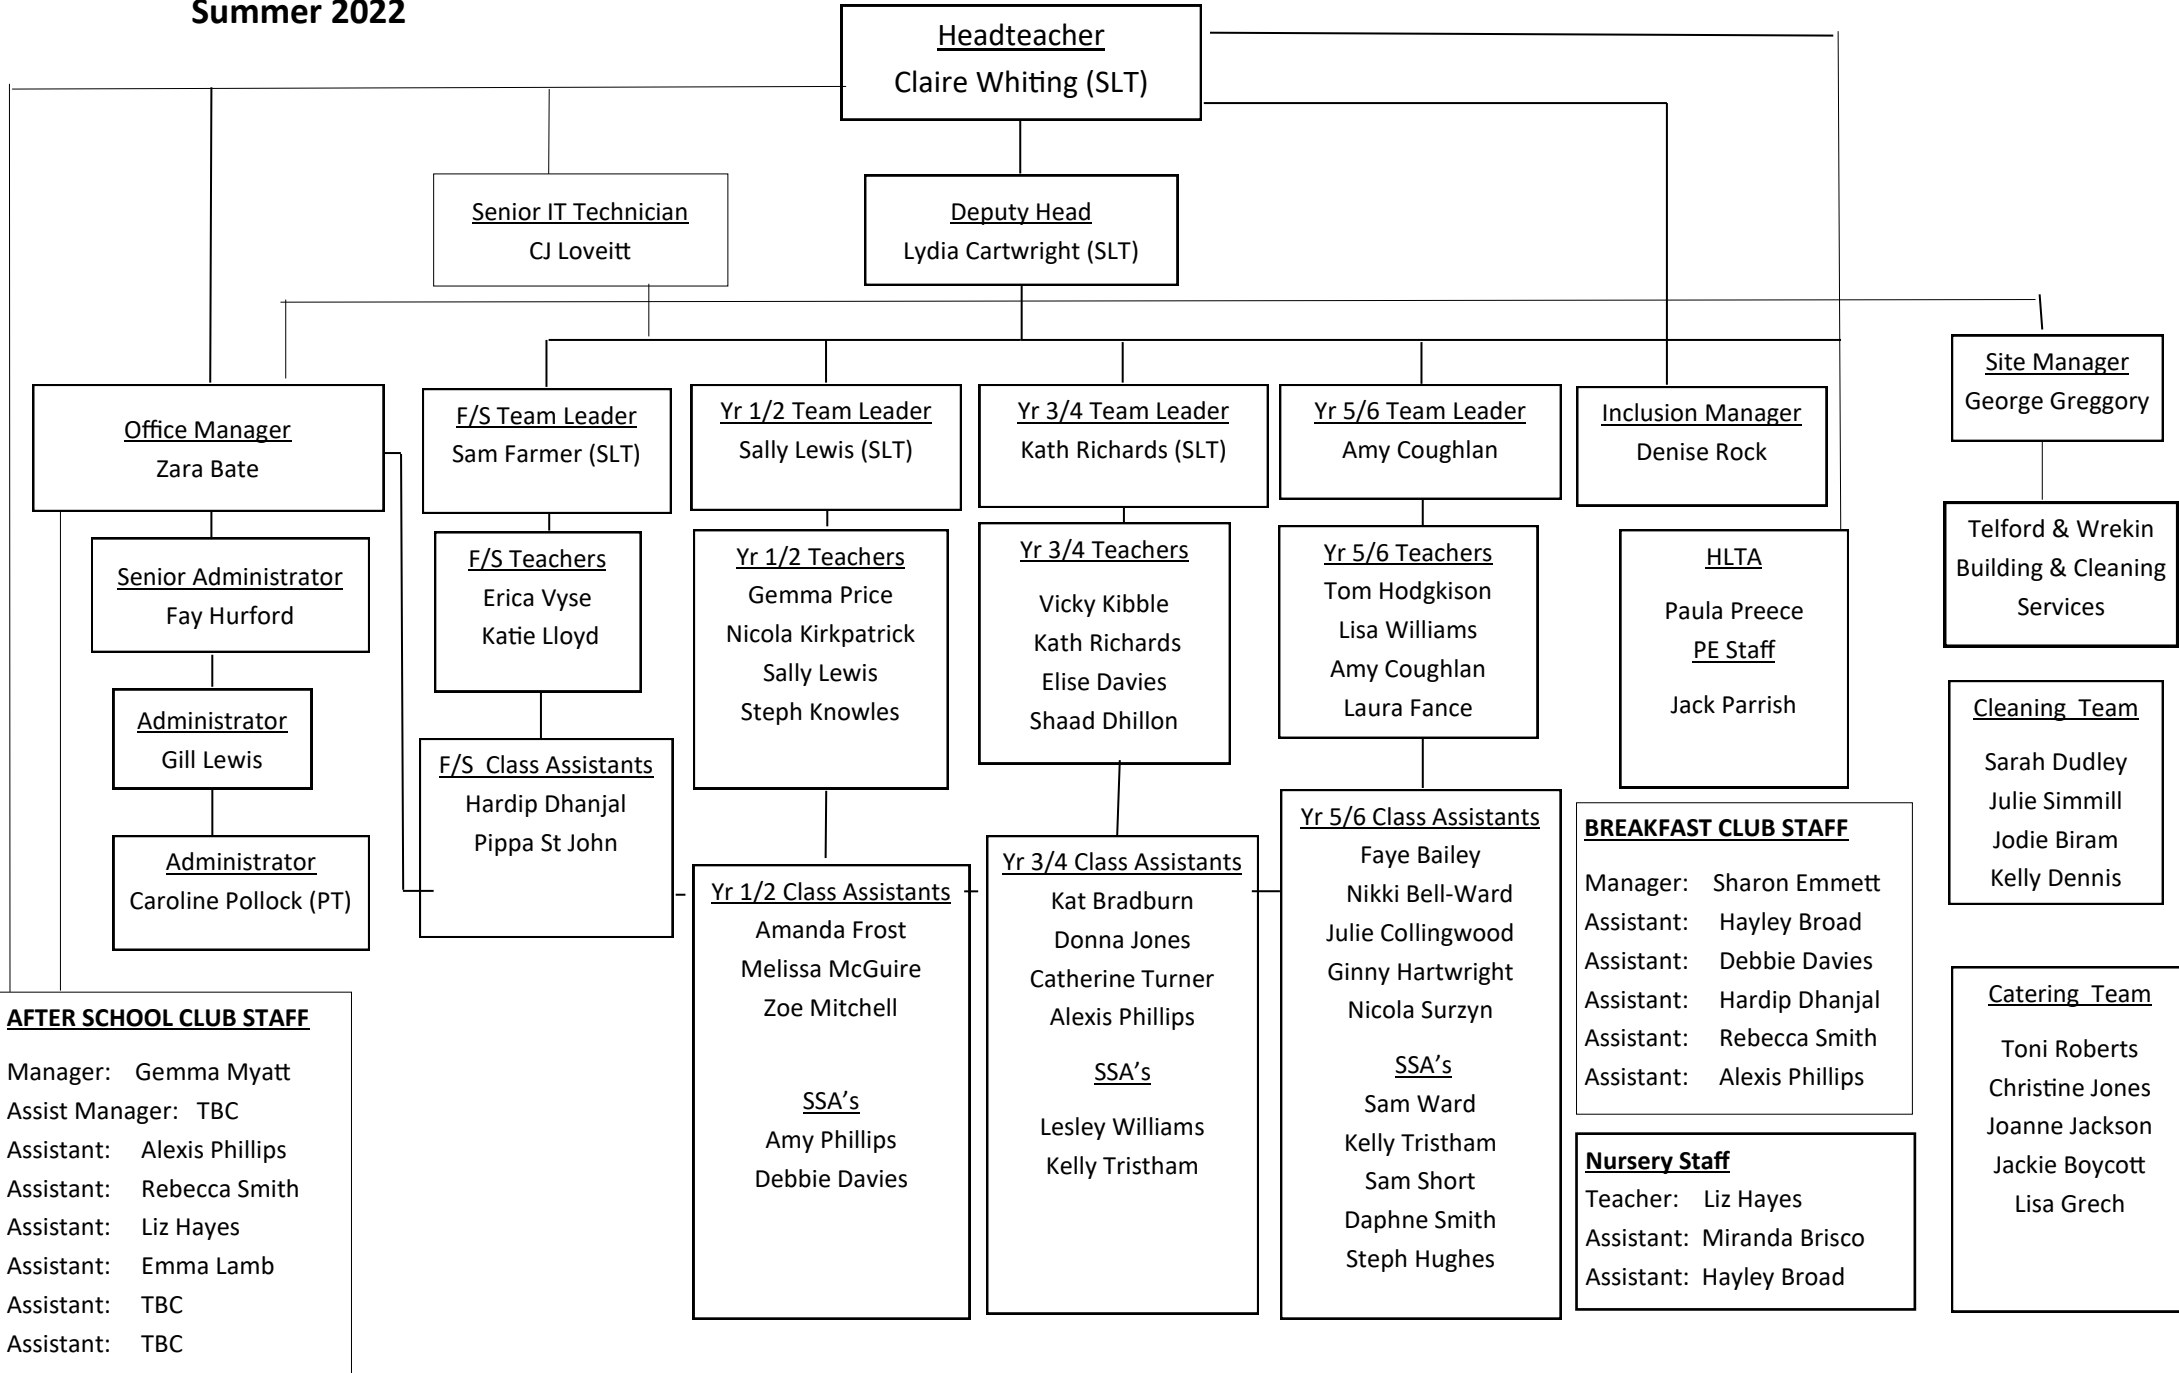 Summer 2022
Headteacher
Claire Whiting (SLT)
Senior IT Technician
CJ Loveitt
Deputy Head
Lydia Cartwright (SLT)
Site Manager
George Greggory
Office Manager
Zara Bate
F/S Team Leader
Sam Farmer (SLT)
Yr 1/2 Team Leader
Sally Lewis (SLT)
Yr 3/4 Team Leader
Kath Richards (SLT)
Yr 5/6 Team Leader
Amy Coughlan
Inclusion Manager
Denise Rock
Telford & Wrekin
Building & Cleaning
Services
Senior Administrator
Fay Hurford
F/S Teachers
Erica Vyse
Katie Lloyd
Yr 1/2 Teachers
Gemma Price
Nicola Kirkpatrick
Sally Lewis
Steph Knowles
Yr 3/4 Teachers
Vicky Kibble
Kath Richards
Elise Davies
Shaad Dhillon
Yr 5/6 Teachers
Tom Hodgkison
Lisa Williams
Amy Coughlan
Laura Fance
HLTA
Paula Preece
PE Staff
Jack Parrish
Administrator
Gill Lewis
Cleaning Team
Sarah Dudley
Julie Simmill
Jodie Biram
Kelly Dennis
F/S Class Assistants
Hardip Dhanjal
Pippa St John
Administrator
Caroline Pollock (PT)
Yr 1/2 Class Assistants
Amanda Frost
Melissa McGuire
Zoe Mitchell
SSA's
Amy Phillips
Debbie Davies
Yr 3/4 Class Assistants
Kat Bradburn
Donna Jones
Catherine Turner
Alexis Phillips
SSA's
Lesley Williams
Kelly Tristham
Yr 5/6 Class Assistants
Faye Bailey
Nikki Bell-Ward
Julie Collingwood
Ginny Hartwright
Nicola Surzyn
SSA's
Sam Ward
Kelly Tristham
Sam Short
Daphne Smith
Steph Hughes
BREAKFAST CLUB STAFF
Manager: Sharon Emmett
Assistant: Hayley Broad
Assistant: Debbie Davies
Assistant: Hardip Dhanjal
Assistant: Rebecca Smith
Assistant: Alexis Phillips
Catering Team
Toni Roberts
Christine Jones
Joanne Jackson
Jackie Boycott
Lisa Grech
AFTER SCHOOL CLUB STAFF
Manager: Gemma Myatt
Assist Manager: TBC
Assistant: Alexis Phillips
Assistant: Rebecca Smith
Assistant: Liz Hayes
Assistant: Emma Lamb
Assistant: TBC
Assistant: TBC
Nursery Staff
Teacher: Liz Hayes
Assistant: Miranda Brisco
Assistant: Hayley Broad